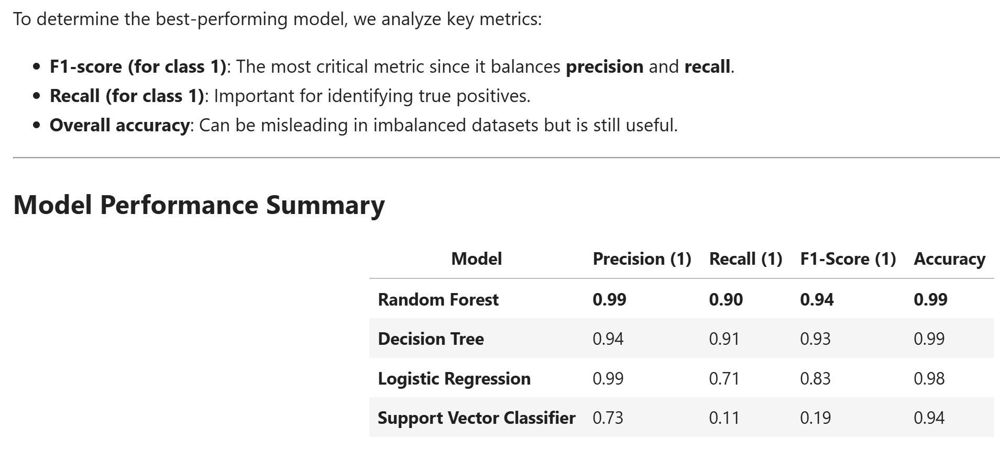 To determine the best-performing model, we analyze key metrics:
• F1-score (for class 1): The most critical metric since it balances precision and recall.
• Recall (for class 1): Important for identifying true positives.
• Overall accuracy: Can be misleading in imbalanced datasets but is still useful.
Model Performance Summary
Model Precision (1) Recall (1) F1-Score (1) Accuracy
Random Forest 0.99 0.90 0.94 0.99
Decision Tree 0.94 0.91 0.93 0.99
Logistic Regression 0.99 0.71 0.83 0.98
Support Vector Classifier 0.73 0.11 0.19 0.94